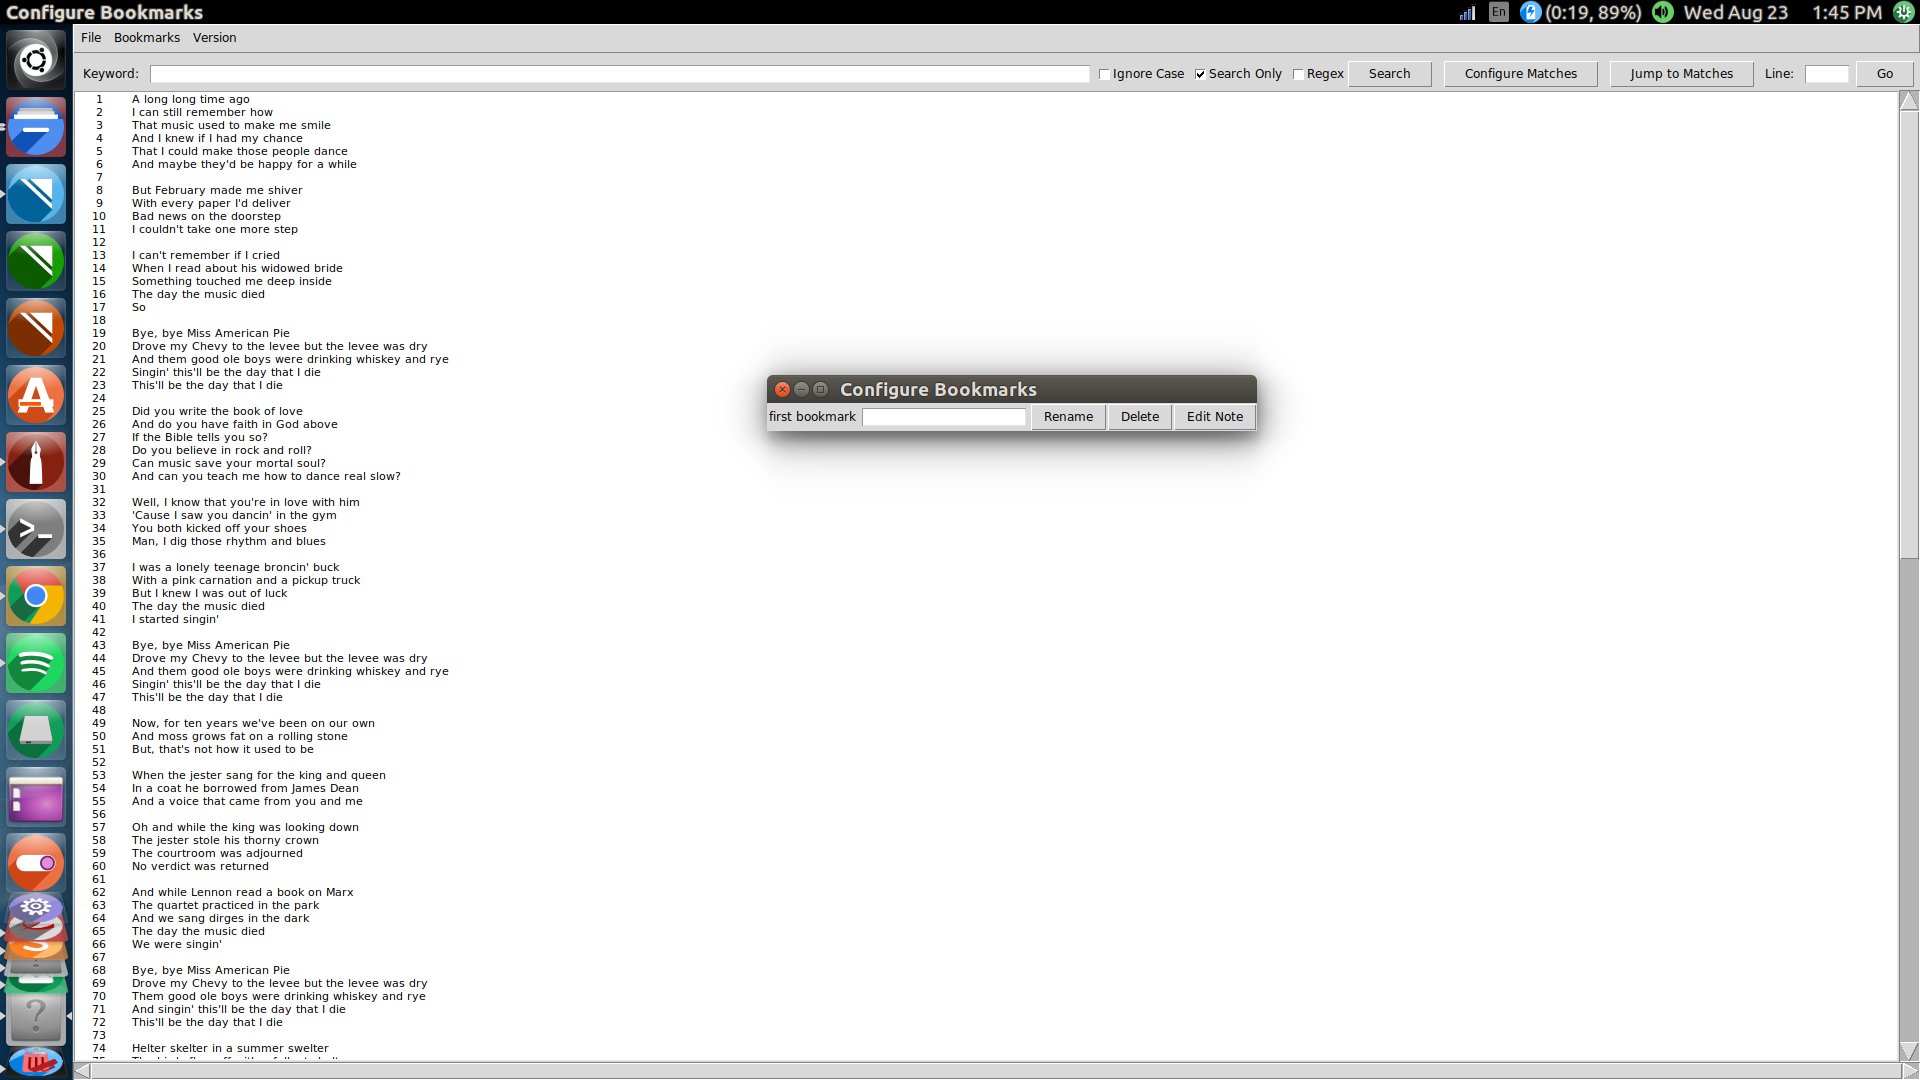 Configure Bookmarks
En (0:19, 89%) Wed Aug 23 1:45 PM
File Bookmarks Version
Keyword: Ignore Case Search Only Regex Search Configure Matches Jump to Matches Line: Go
1 A long long time ago
2 I can still remember how
3 That music used to make me smile
4 And I knew if I had my chance
5 That I could make those people dance
6 And maybe they'd be happy for a while
7
8 But February made me shiver
9 With every paper I'd deliver
10 Bad news on the doorstep
11 I couldn't take one more step
12
13 I can't remember if I cried
14 When I read about his widowed bride
15 Something touched me deep inside
16 The day the music died
17 So
18
19 Bye, bye Miss American Pie
20 Drove my Chevy to the levee but the levee was dry
21 And them good ole boys were drinking whiskey and rye
22 Singin' this'll be the day that I die
23 This'll be the day that I die
24
25 Did you write the book of love
26 And do you have faith in God above
27 If the Bible tells you so?
28 Do you believe in rock and roll?
29 Can music save your mortal soul?
30 And can you teach me how to dance real slow?
31
32 Well, I know that you're in love with him
33 'Cause I saw you dancin' in the gym
34 You both kicked off your shoes
35 Man, I dig those rhythm and blues
36
37 I was a lonely teenage broncin' buck
38 With a pink carnation and a pickup truck
39 But I knew I was out of luck
40 The day the music died
41 I started singin'
42
43 Bye, bye Miss American Pie
44 Drove my Chevy to the levee but the levee was dry
45 And them good ole boys were drinking whiskey and rye
46 Singin' this'll be the day that I die
47 This'll be the day that I die
48
49 Now, for ten years we've been on our own
50 And moss grows fat on a rolling stone
51 But, that's not how it used to be
52
53 When the jester sang for the king and queen
54 In a coat he borrowed from James Dean
55 And a voice that came from you and me
56
57 Oh and while the king was looking down
58 The jester stole his thorny crown
59 The courtroom was adjourned
60 No verdict was returned
61
62 And while Lennon read a book on Marx
63 The quartet practiced in the park
64 And we sang dirges in the dark
65 The day the music died
66 We were singin'
67
68 Bye, bye Miss American Pie
69 Drove my Chevy to the levee but the levee was dry
70 Them good ole boys were drinking whiskey and rye
71 And singin' this'll be the day that I die
72 This'll be the day that I die
73
74 Helter skelter in a summer swelter
Configure Bookmarks
first bookmark Rename Delete Edit Note